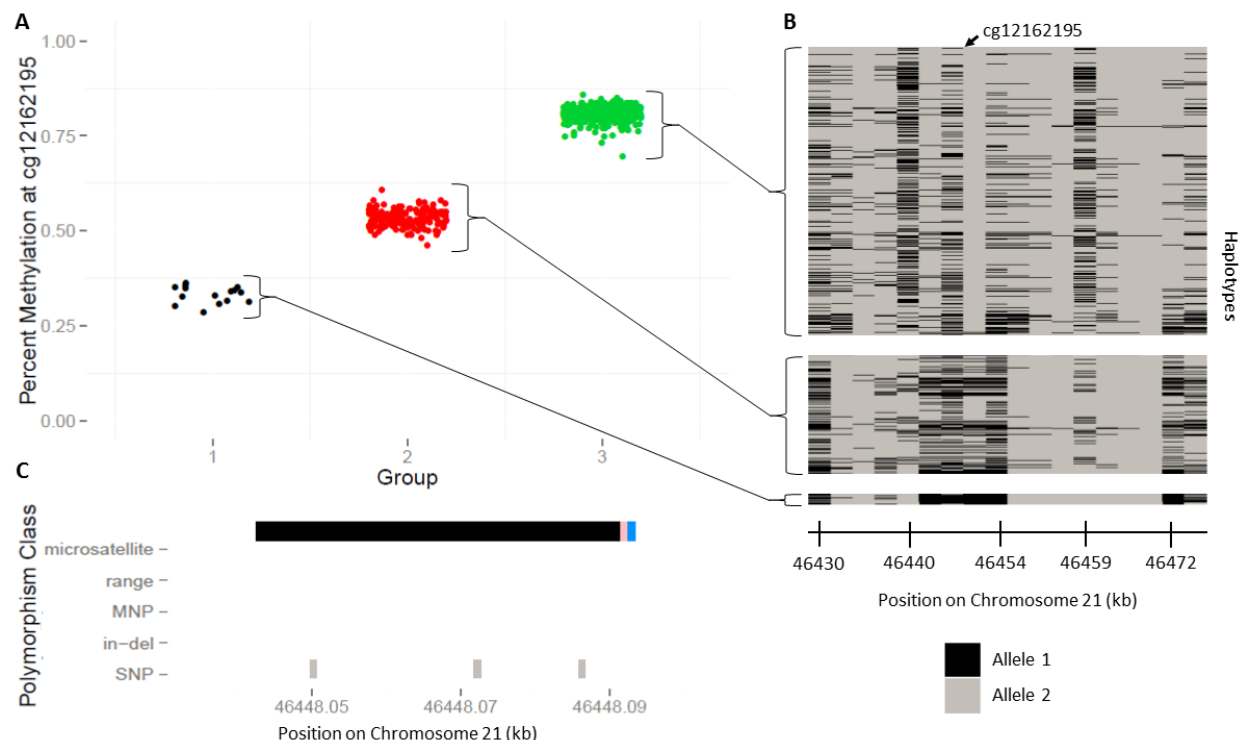 A
Percent Methylation at cg12162195
1.00
0.75
0.50
0.25
0.00
1
2
3
Group
B
cg12162195
Haplotypes
46430
46440
46454
46459
46472
Position on Chromosome 21 (kb)
Allele 1
Allele 2
C
Polymorphism Class
microsatellite
range
MNP
in-del
SNP
46448.05
46448.07
46448.09
Position on Chromosome 21 (kb)